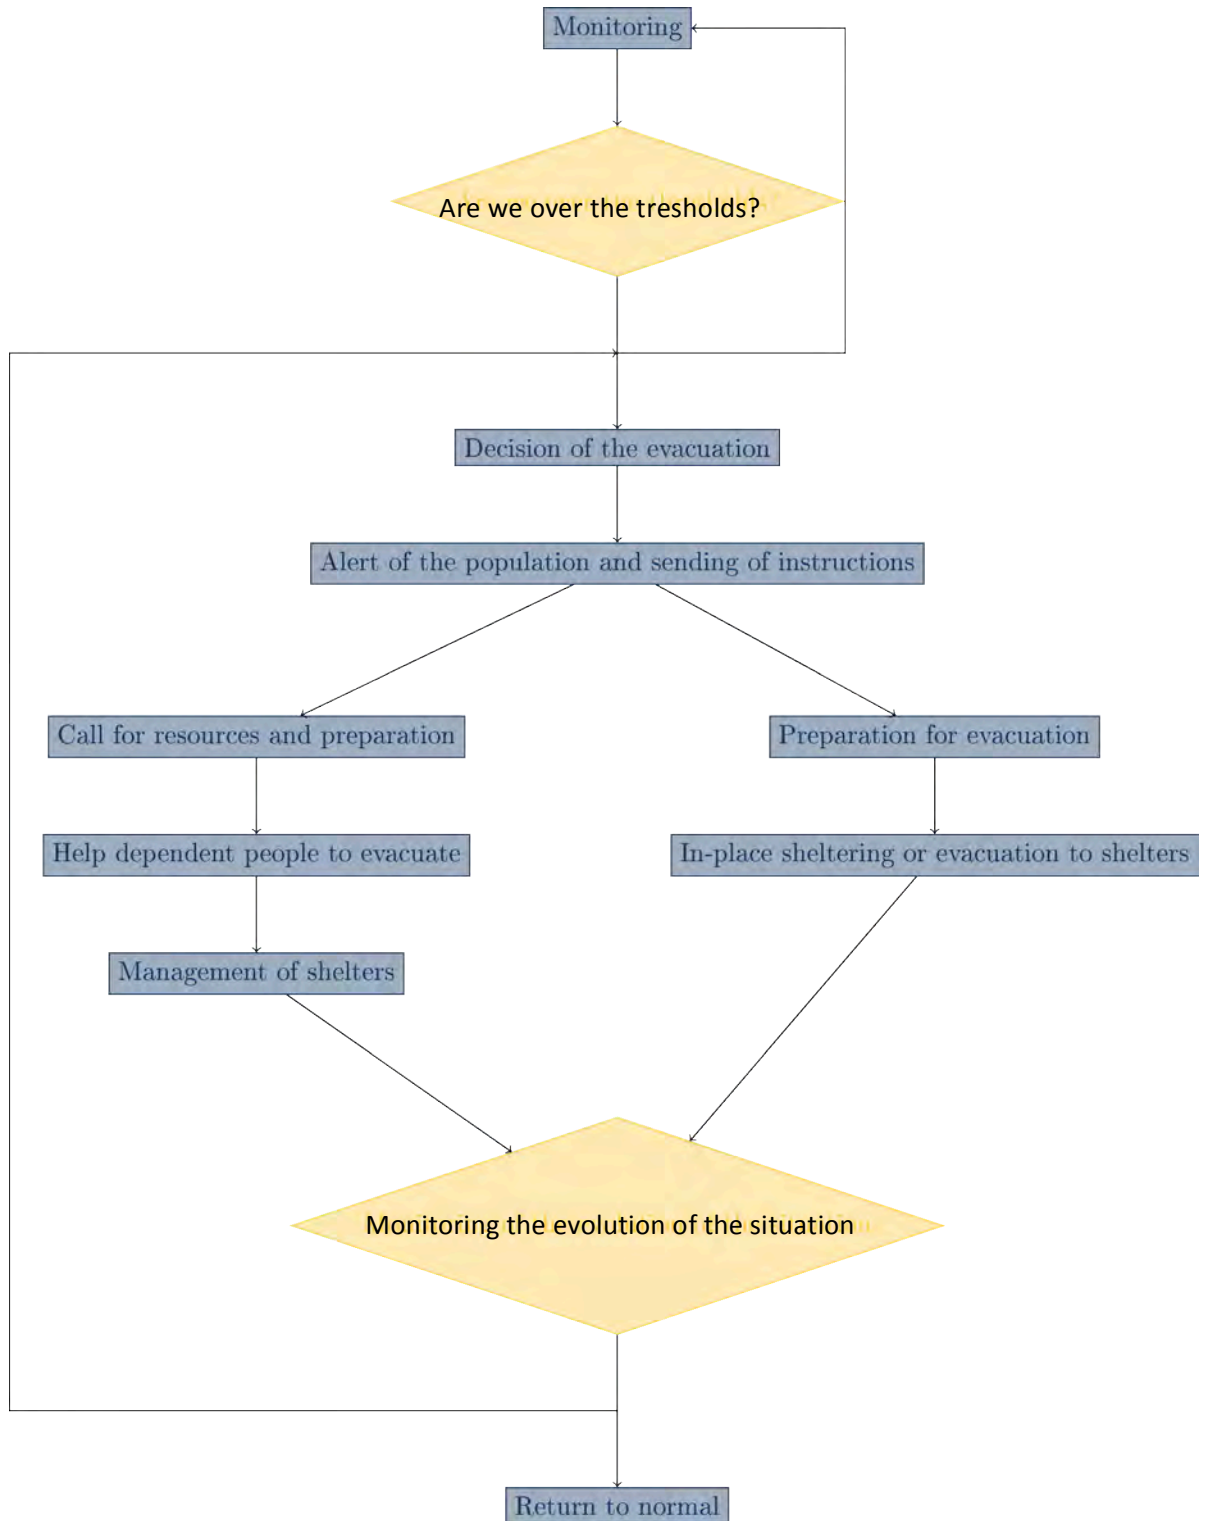 Monitoring
Are we over the tresholds?
Decision of the evacuation
Alert of the population and sending of instructions
Call for resources and preparation
Preparation for evacuation
Help dependent people to evacuate
In-place sheltering or evacuation to shelters
Management of shelters
Monitoring the evolution of the situation
Return to normal